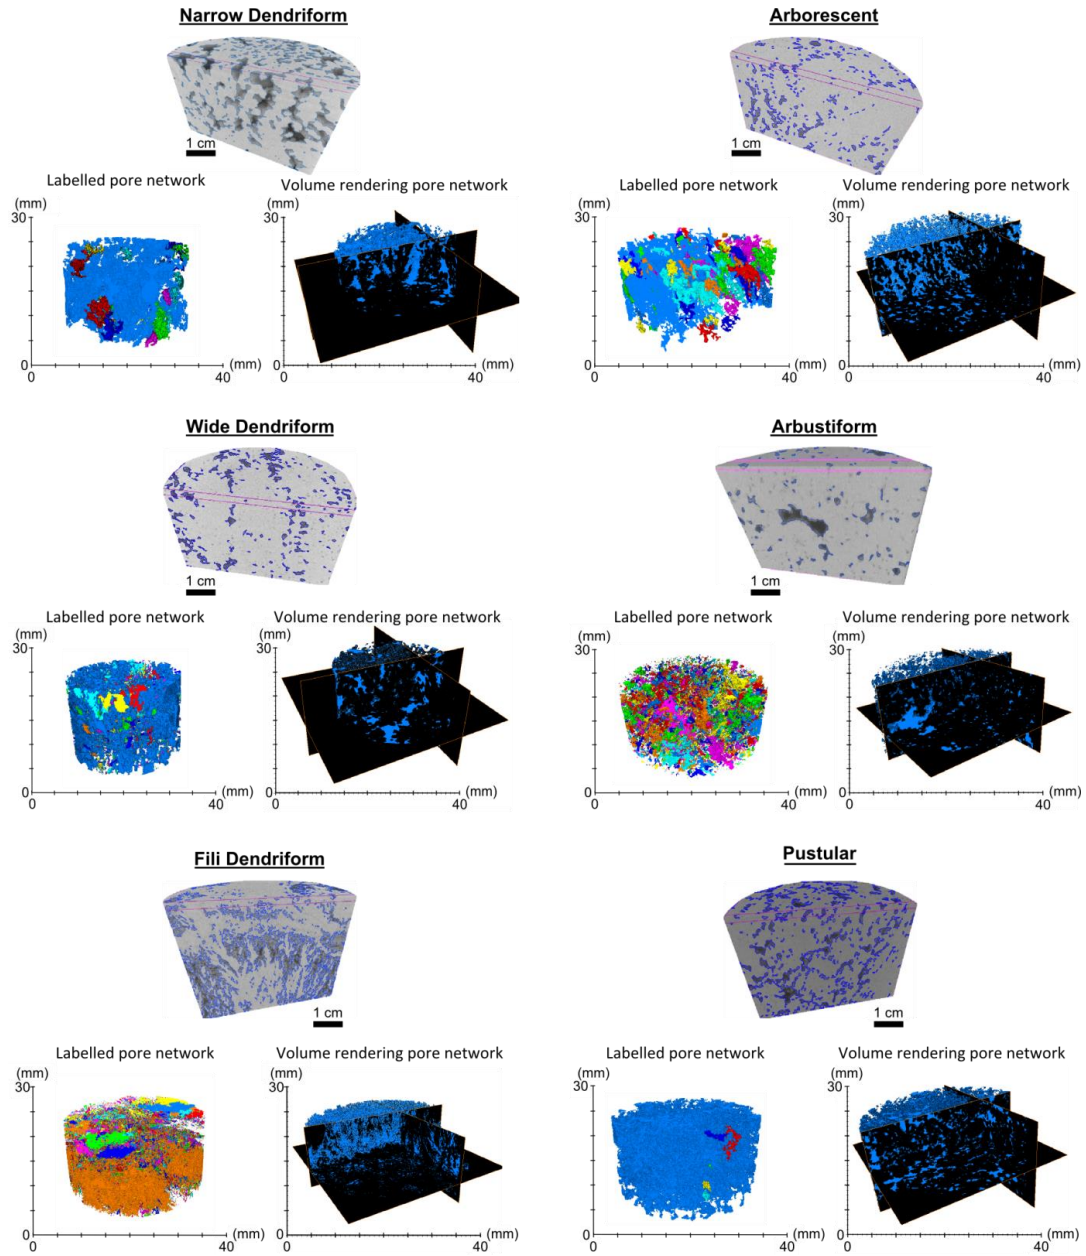 Narrow Dendriform
1 cm
Labelled pore network
Volume rendering pore network
(mm)
30
0
0
40
(mm)
(mm)
30
0
0
40
(mm)
Arborescent
1 cm
Labelled pore network
Volume rendering pore network
(mm)
30
0
0
40
(mm)
(mm)
30
0
0
40
(mm)
Wide Dendriform
1 cm
Labelled pore network
Volume rendering pore network
(mm)
30
0
0
40
(mm)
(mm)
30
0
0
40
(mm)
Arbustiform
1 cm
Labelled pore network
Volume rendering pore network
(mm)
30
0
0
40
(mm)
(mm)
30
0
0
40
(mm)
Fili Dendriform
1 cm
Labelled pore network
Volume rendering pore network
(mm)
30
0
0
40
(mm)
(mm)
30
0
0
40
(mm)
Pustular
1 cm
Labelled pore network
Volume rendering pore network
(mm)
30
0
0
40
(mm)
(mm)
30
0
0
40
(mm)